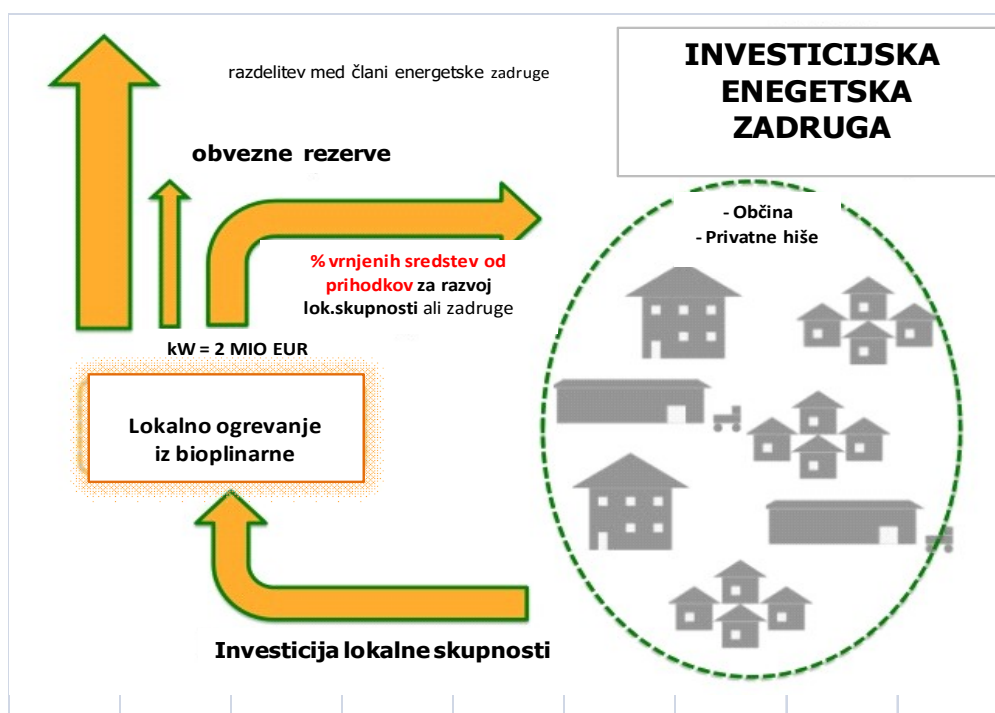 razdelitev med člani energetske zadruge
INVESTICIJSKA
ENEGETSKA
ZADRUGA
obvezne rezerve
- Občina
- Privatne hiše
% vrnjenih sredstev od
prihodkov za razvoj
lok.skupnosti ali zadruge
kW = 2 MIO EUR
Lokalno ogrevanje
iz bioplinarne
Investicija lokalne skupnosti